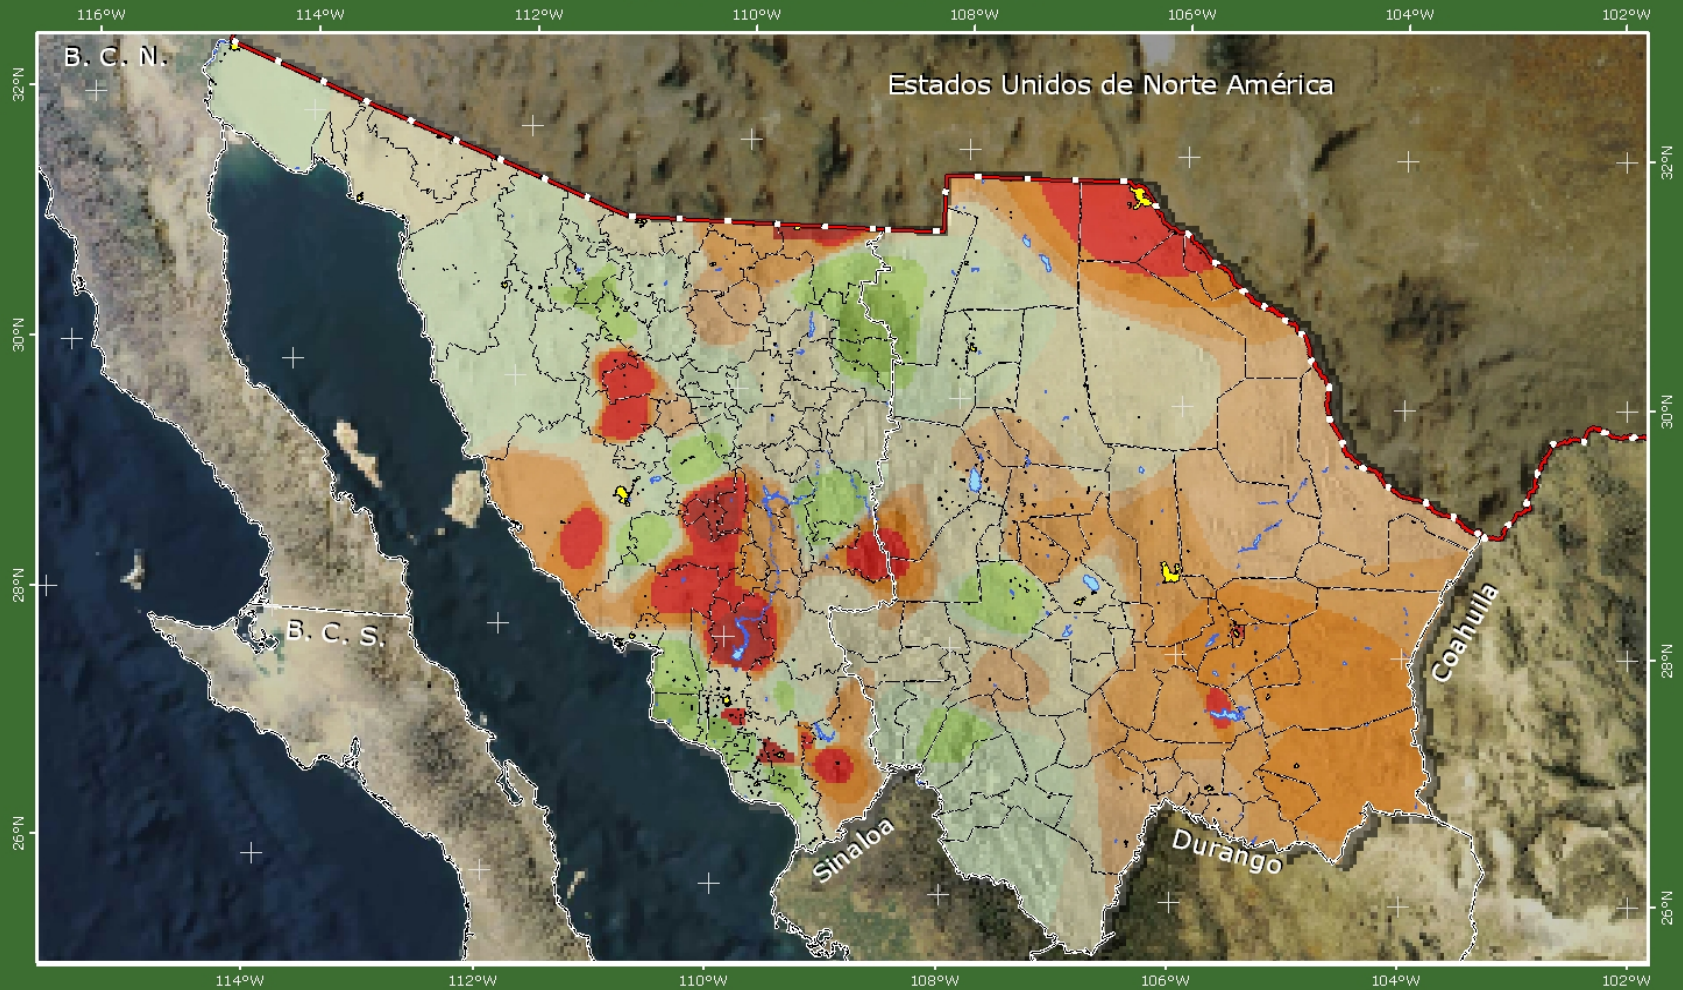 116°W 114°W 112°W 110°W 108°W 106°W 104°W 102°W
B. C. N.
Estados Unidos de Norte América
32°N
32°N
30°N
30°N
28°N
28°N
26°N
26°N
B. C. S.
Coahuila
Sinaloa
Durango
114°W 112°W 110°W 108°W 106°W 104°W 102°W